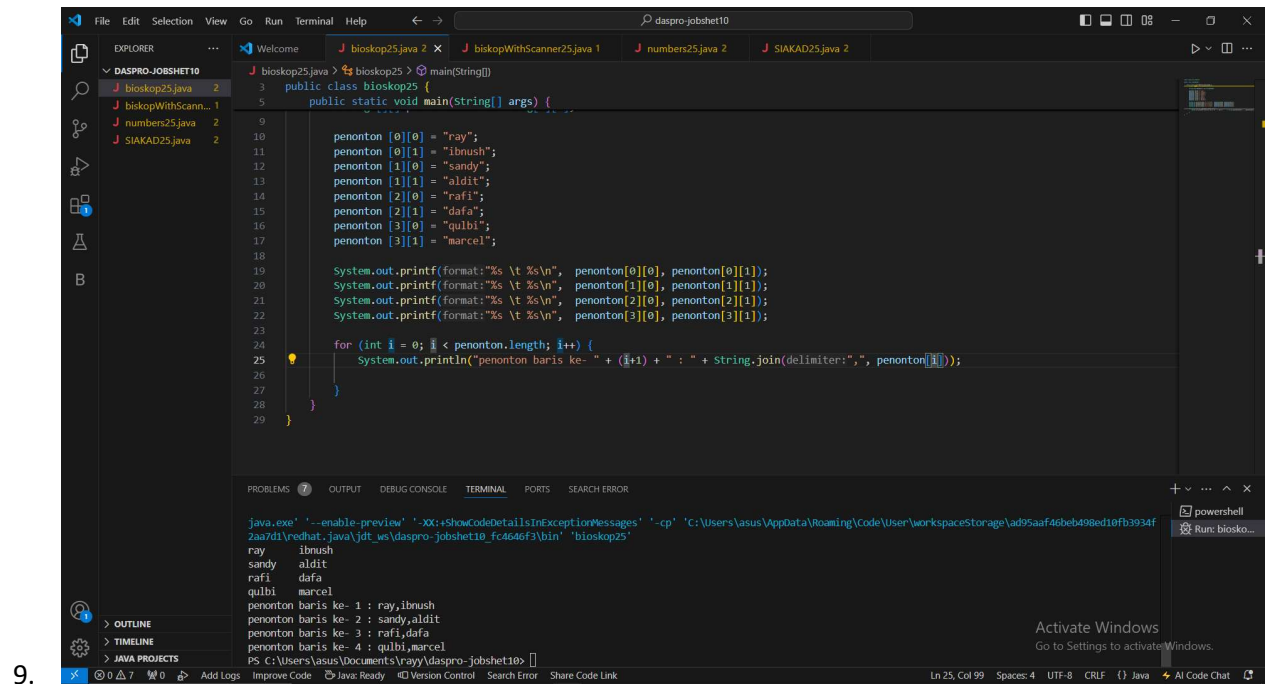 File Edit Selection View Go Run Terminal Help
daspro-jobshet10
EXPLORER
Welcome
J bioskop25.java 2
J biskopWithScanner25.java 1
J numbers25.java 2
J SIAKAD25.java 2
DASPRO-JOBSHET10
J bioskop25.java 2
J biskopWithScann... 1
J numbers25.java 2
J SIAKAD25.java 2
J bioskop25.java > bioskop25 > main(String[])
3 public class bioskop25 {
5 public static void main(String[] args) {
9
10 penonton [0][0] = "ray";
11 penonton [0][1] = "ibnush";
12 penonton [1][0] = "sandy";
13 penonton [1][1] = "aldit";
14 penonton [2][0] = "rafi";
15 penonton [2][1] = "dafa";
16 penonton [3][0] = "qulbi";
17 penonton [3][1] = "marcel";
18
19 System.out.printf(format:"%s \t %s\n", penonton[0][0], penonton[0][1]);
20 System.out.printf(format:"%s \t %s\n", penonton[1][0], penonton[1][1]);
21 System.out.printf(format:"%s \t %s\n", penonton[2][0], penonton[2][1]);
22 System.out.printf(format:"%s \t %s\n", penonton[3][0], penonton[3][1]);
23
24 for (int i = 0; i < penonton.length; i++) {
25 System.out.println("penonton baris ke- " + (i+1) + " : " + String.join(delimiter:",", penonton[i]));
26
27 }
28 }
29 }
PROBLEMS 7 OUTPUT DEBUG CONSOLE TERMINAL PORTS SEARCH ERROR
java.exe' '--enable-preview' '-XX:+ShowCodeDetailsInExceptionMessages' '-cp' 'C:\Users\asus\AppData\Roaming\Code\User\workspaceStorage\ad95aaf46beb498ed10fb3934f
2aa7d1\redhat.java\jdt_ws\daspro-jobshet10_fc4646f3\bin' 'bioskop25'
ray ibnush
sandy aldit
rafi dafa
qulbi marcel
penonton baris ke- 1 : ray,ibnush
penonton baris ke- 2 : sandy,aldit
penonton baris ke- 3 : rafi,dafa
penonton baris ke- 4 : qulbi,marcel
PS C:\Users\asus\Documents\rayy\daspro-jobshet10>
powershell
Run: biosko...
OUTLINE
TIMELINE
JAVA PROJECTS
Activate Windows
Go to Settings to activate Windows.
9.
0 7 0 Add Logs Improve Code Java: Ready Version Control Search Error Share Code Link
Ln 25, Col 99 Spaces: 4 UTF-8 CRLF {} Java AI Code Chat